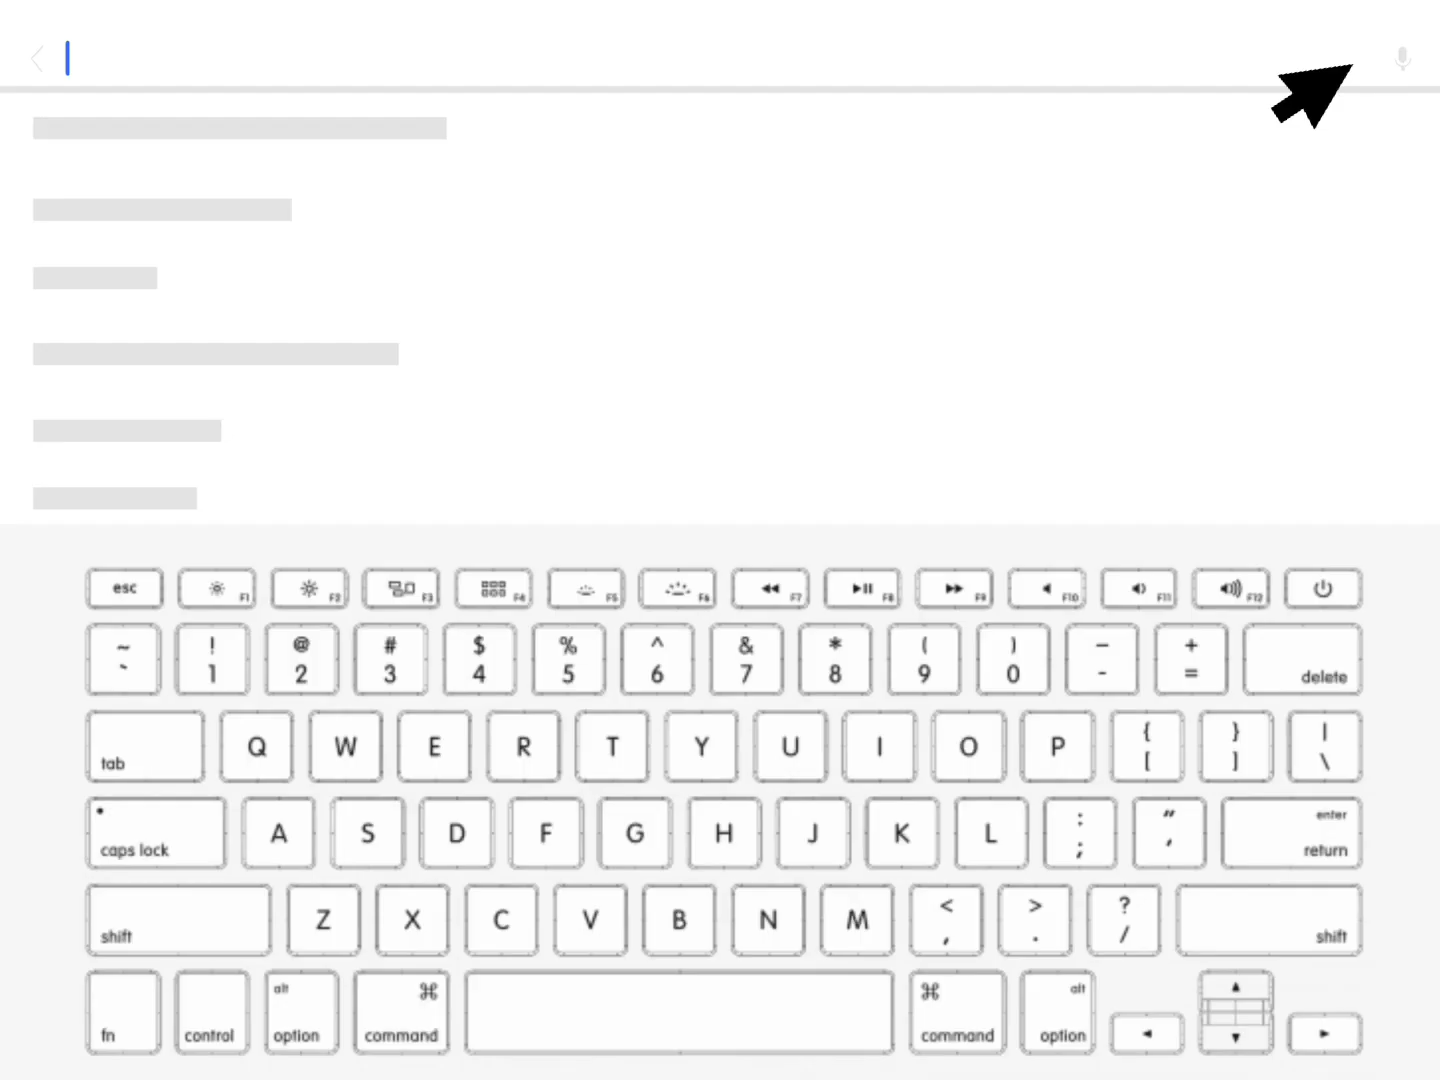 esc F1 F2 F3 F4 F5 F6 F7 F8 F9 F10 F11 F12
~ ! @ # $ % ^ & * ( ) – +
` 1 2 3 4 5 6 7 8 9 0 - = delete
tab Q W E R T Y U I O P { [ } ] | \
caps lock A S D F G H J K L : ; " ' enter return
shift Z X C V B N M < , > . ? / shift
fn control alt option ⌘ command ⌘ command alt option